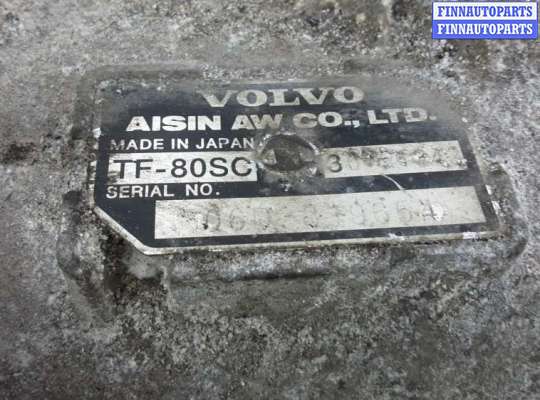 FINNAUTOPARTS
FINNAUTOPARTS
VOLVO
AISIN AW CO., LTD.
MADE IN JAPAN
TF-80SC
SERIAL NO.